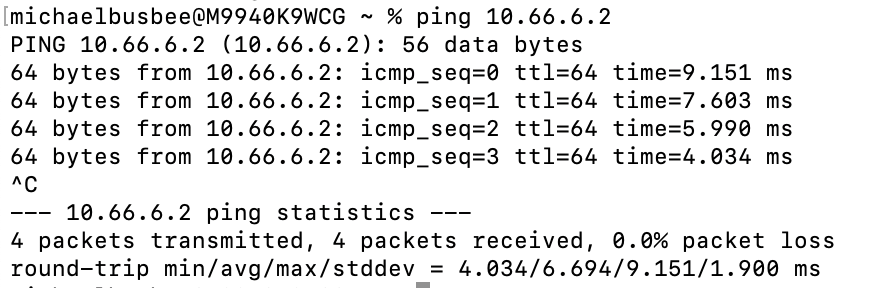 [michaelbusbee@M9940K9WCG ~ % ping 10.66.6.2
PING 10.66.6.2 (10.66.6.2): 56 data bytes
64 bytes from 10.66.6.2: icmp_seq=0 ttl=64 time=9.151 ms
64 bytes from 10.66.6.2: icmp_seq=1 ttl=64 time=7.603 ms
64 bytes from 10.66.6.2: icmp_seq=2 ttl=64 time=5.990 ms
64 bytes from 10.66.6.2: icmp_seq=3 ttl=64 time=4.034 ms
^C
--- 10.66.6.2 ping statistics ---
4 packets transmitted, 4 packets received, 0.0% packet loss
round-trip min/avg/max/stddev = 4.034/6.694/9.151/1.900 ms